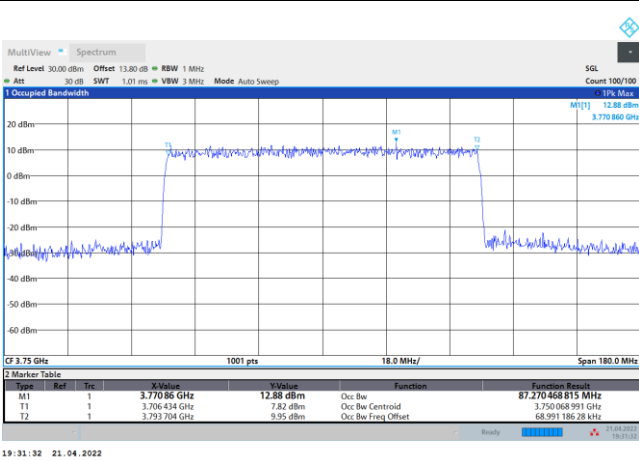 MultiView Spectrum
Ref Level 30.00 dBm Offset 13.80 dB RBW 1 MHz SGL
Att 30 dB SWT 1.01 ms VBW 3 MHz Mode Auto Sweep Count 100/100
1 Occupied Bandwidth 1Pk Max
M1[1] 12.88 dBm
3.770 860 GHz
20 dBm
M1
T1
T2
10 dBm
0 dBm
-10 dBm
-20 dBm
-30 dBm
-40 dBm
-50 dBm
-60 dBm
CF 3.75 GHz 1001 pts 18.0 MHz/ Span 180.0 MHz
2 Marker Table
Type Ref Trc X-Value Y-Value Function Function Result
M1 1 3.770 86 GHz 12.88 dBm Occ Bw 87.270 468 815 MHz
T1 1 3.706 434 GHz 7.82 dBm Occ Bw Centroid 3.750 068 991 GHz
T2 1 3.793 704 GHz 9.95 dBm Occ Bw Freq Offset 68.991 186 28 kHz
Ready 21.04.2022
19:31:32
19:31:32 21.04.2022